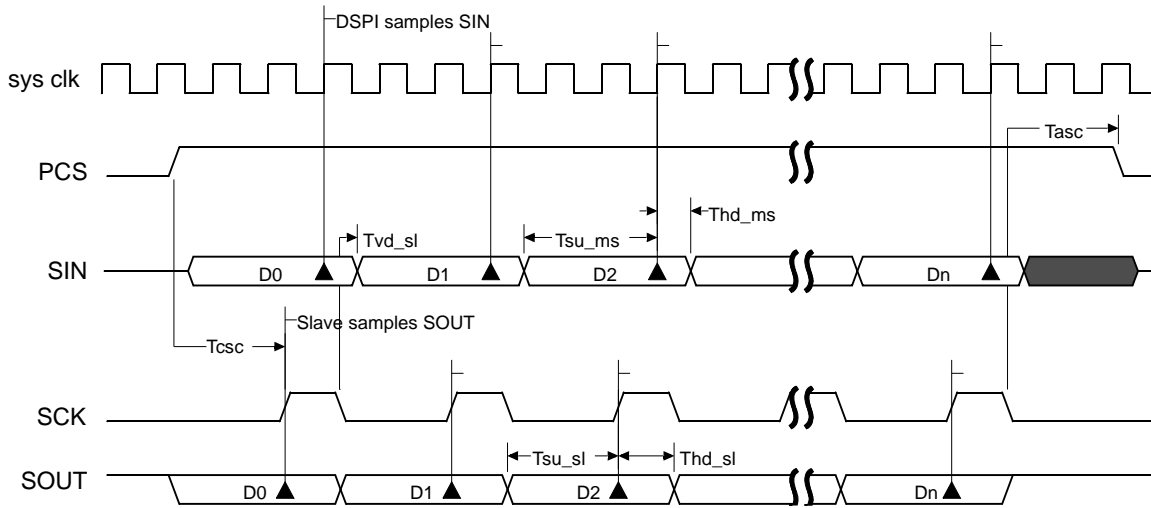 DSPI samples SIN
sys clk
Tasc
PCS
Thd_ms
Tvd_sl
Tsu_ms
SIN
D0
D1
D2
Dn
Slave samples SOUT
Tcsc
SCK
Tsu_sl
Thd_sl
SOUT
D0
D1
D2
Dn